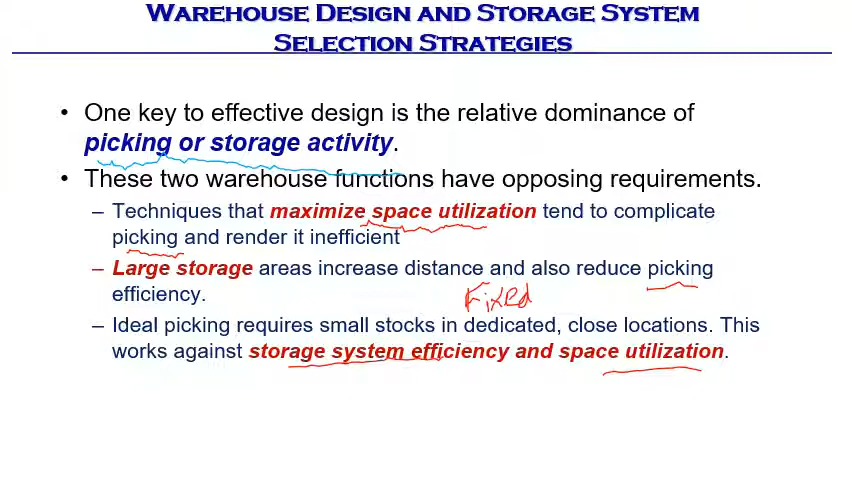 Warehouse Design and Storage System
Selection Strategies
• One key to effective design is the relative dominance of
picking or storage activity.
• These two warehouse functions have opposing requirements.
– Techniques that maximize space utilization tend to complicate
picking and render it inefficient
– Large storage areas increase distance and also reduce picking
efficiency.
Fixed
– Ideal picking requires small stocks in dedicated, close locations. This
works against storage system efficiency and space utilization.